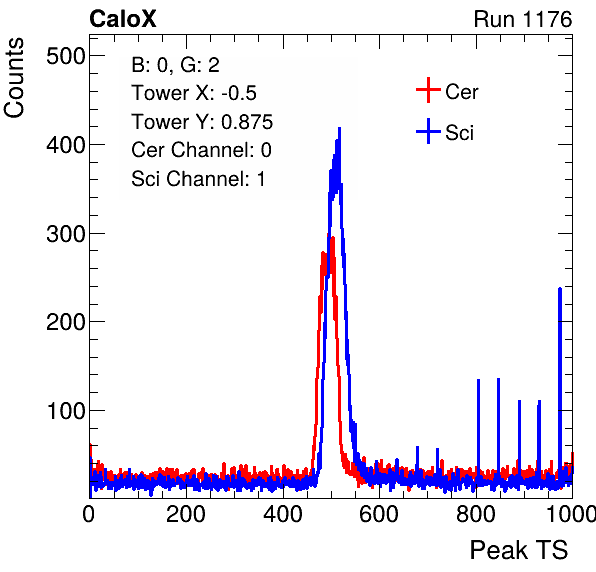 CaloX
Run 1176
Counts
500
400
300
200
100
B: 0, G: 2
Tower X: -0.5
Tower Y: 0.875
Cer Channel: 0
Sci Channel: 1
Cer
Sci
0
200
400
600
800
1000
Peak TS